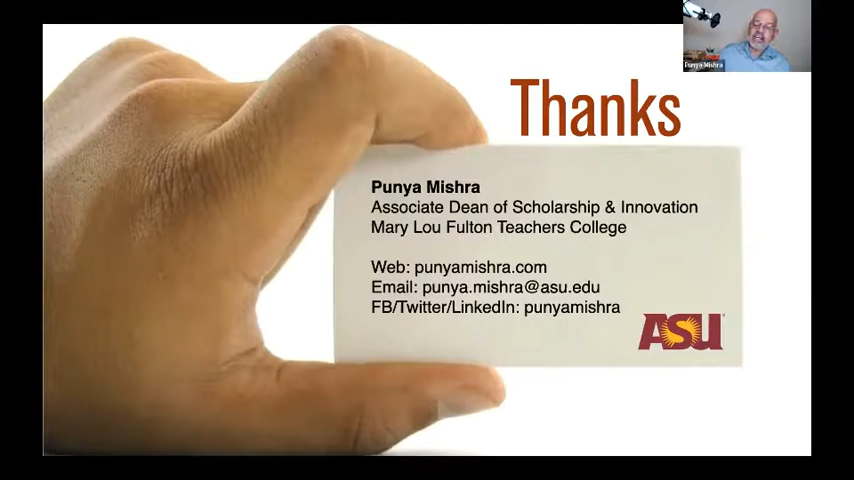 Punya Mishra
Thanks
Punya Mishra
Associate Dean of Scholarship & Innovation
Mary Lou Fulton Teachers College
Web: punyamishra.com
Email: punya.mishra@asu.edu
FB/Twitter/LinkedIn: punyamishra
ASU